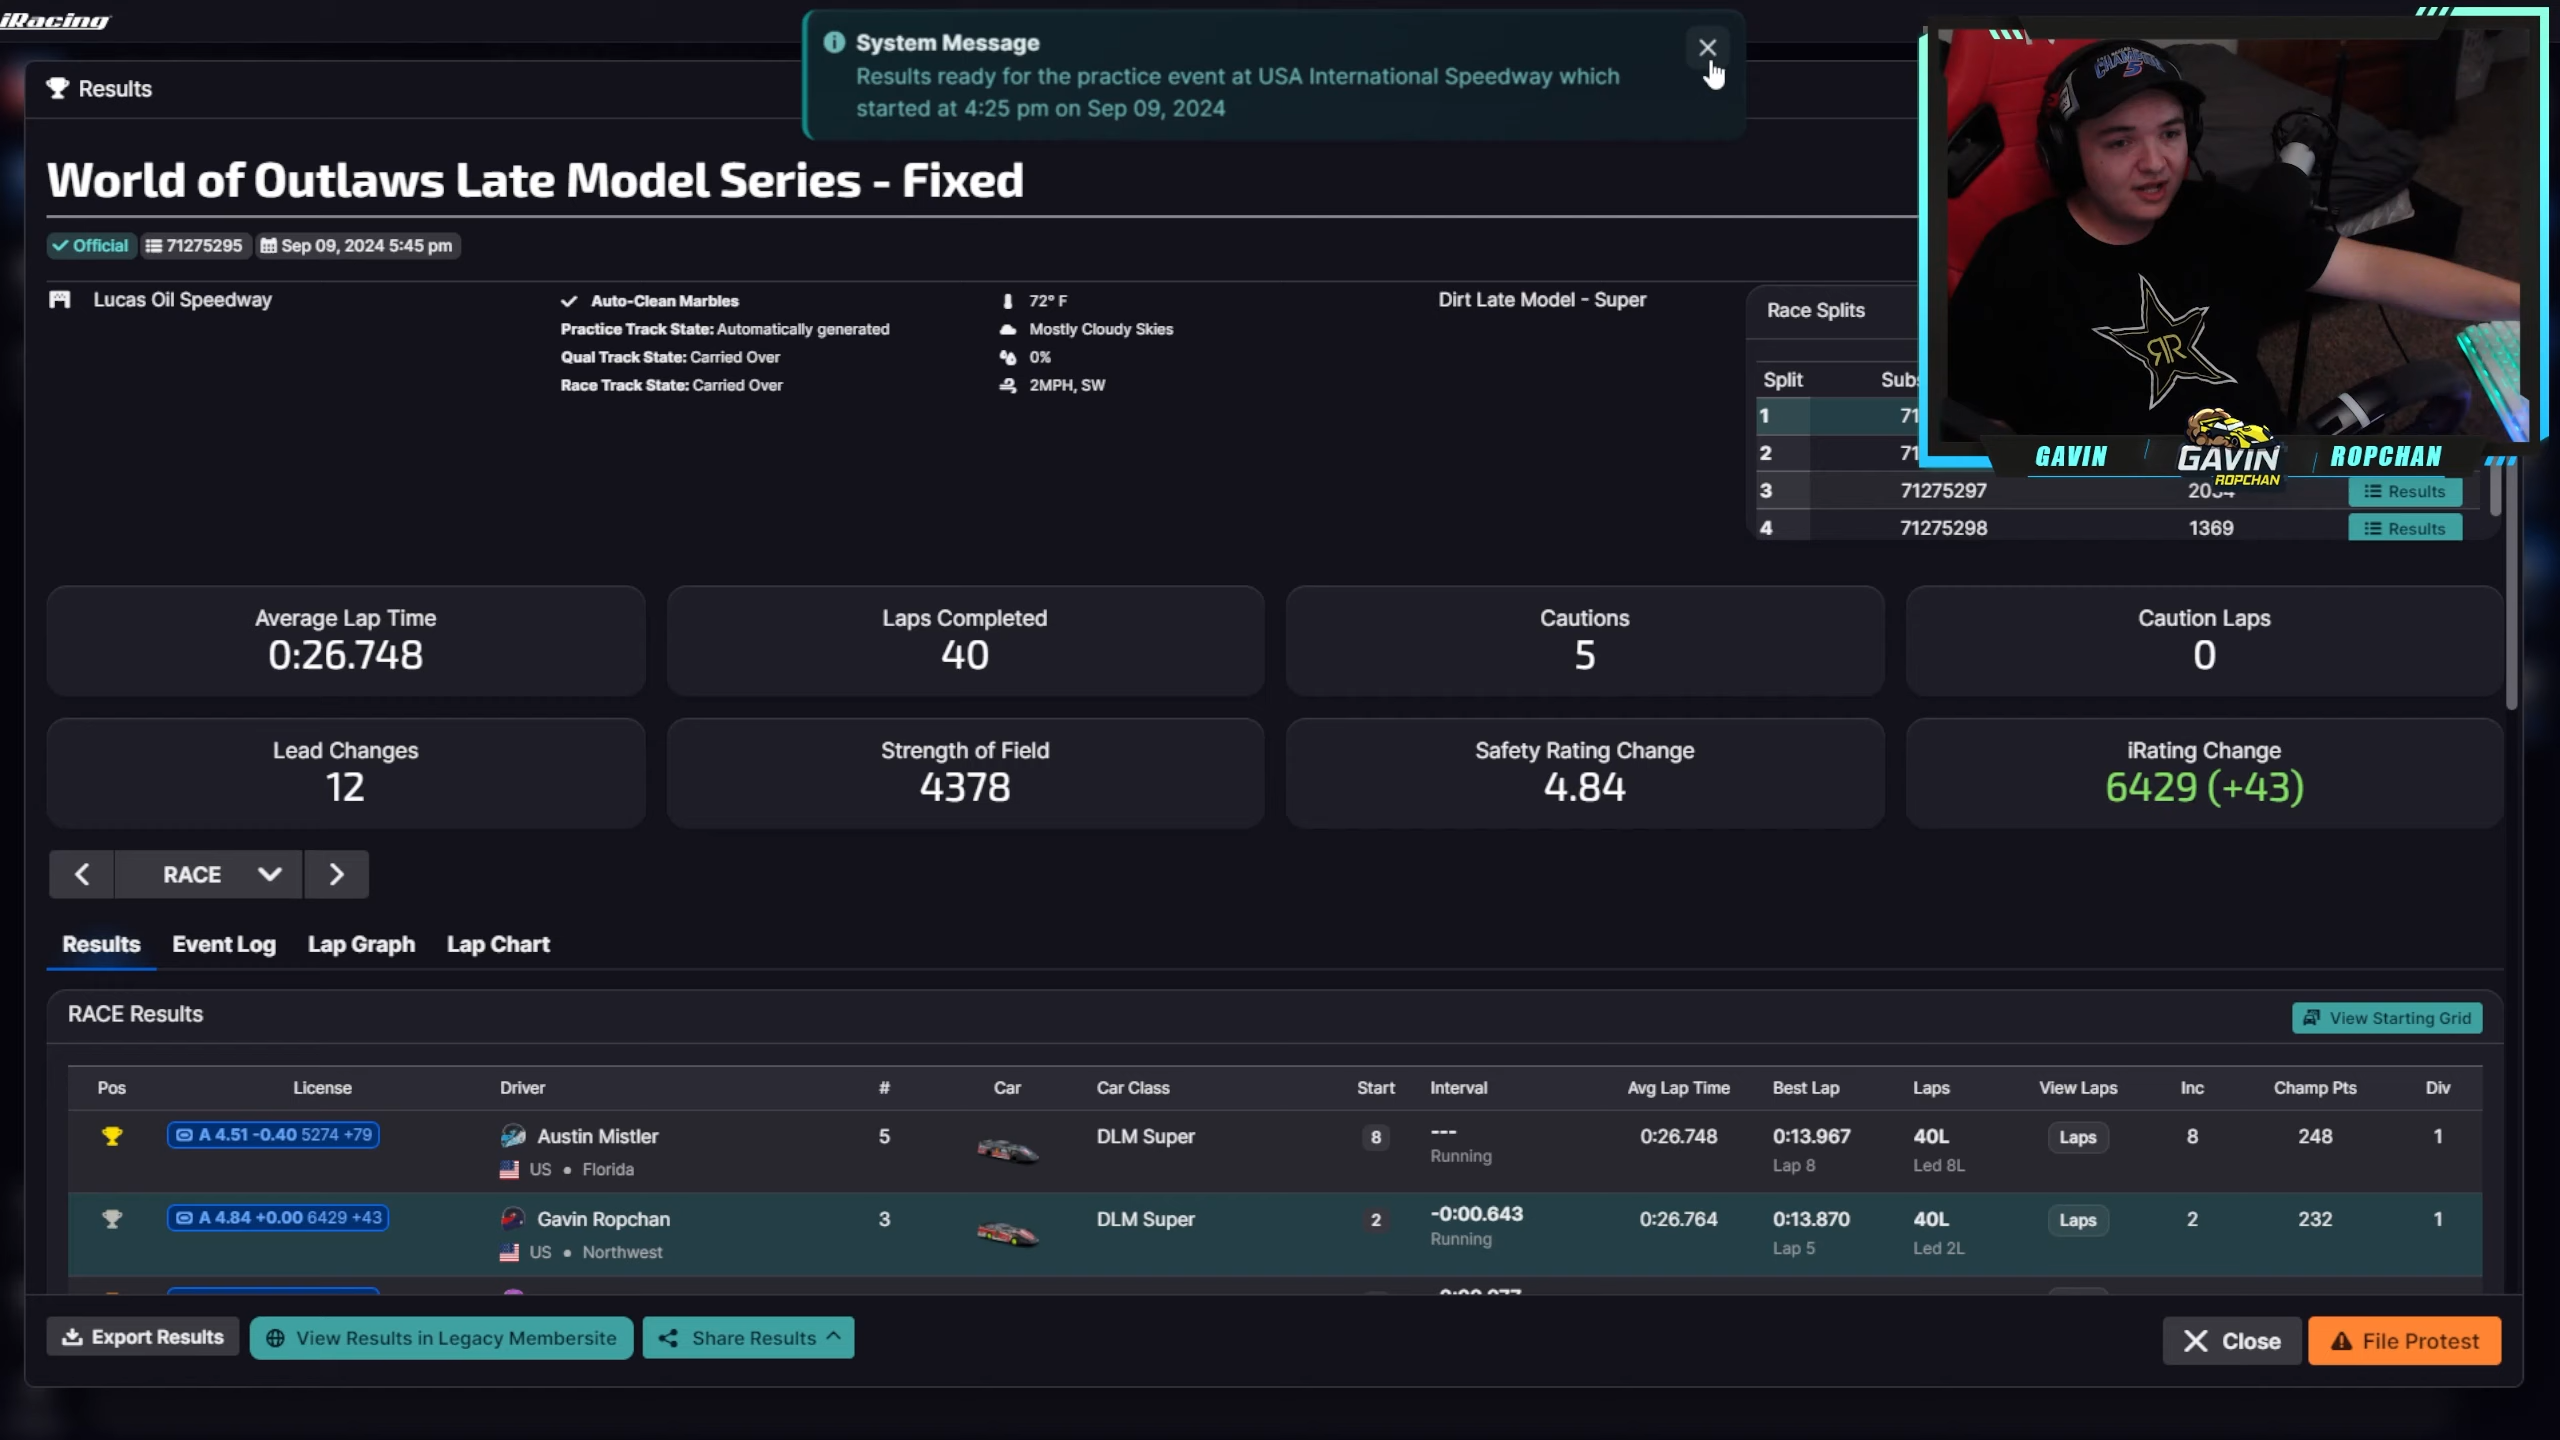 iRacing
System Message
Results ready for the practice event at USA International Speedway which
started at 4:25 pm on Sep 09, 2024
Results
World of Outlaws Late Model Series - Fixed
Official 71275295 Sep 09, 2024 5:45 pm
Lucas Oil Speedway
Auto-Clean Marbles
Practice Track State: Automatically generated
Qual Track State: Carried Over
Race Track State: Carried Over
72° F
Mostly Cloudy Skies
0%
2MPH, SW
Dirt Late Model - Super
Race Splits
Split
1
2
3 71275297 Results
4 71275298 1369 Results
5
GAVIN
GAVIN
ROPCHAN
ROPCHAN
Average Lap Time
0:26.748
Laps Completed
40
Cautions
5
Caution Laps
0
Lead Changes
12
Strength of Field
4378
Safety Rating Change
4.84
iRating Change
6429 (+43)
RACE
Results Event Log Lap Graph Lap Chart
RACE Results
View Starting Grid
Pos License Driver # Car Car Class Start Interval Avg Lap Time Best Lap Laps View Laps Inc Champ Pts Div
A 4.51 -0.40 5274 +79 Austin Mistler 5 DLM Super 8 --- 0:26.748 0:13.967 40L Laps 8 248 1
US • Florida Running Lap 8 Led 8L
A 4.84 +0.00 6429 +43 Gavin Ropchan 3 DLM Super 2 -0:00.643 0:26.764 0:13.870 40L Laps 2 232 1
US • Northwest Running Lap 5 Led 2L
Export Results View Results in Legacy Membersite Share Results Close File Protest